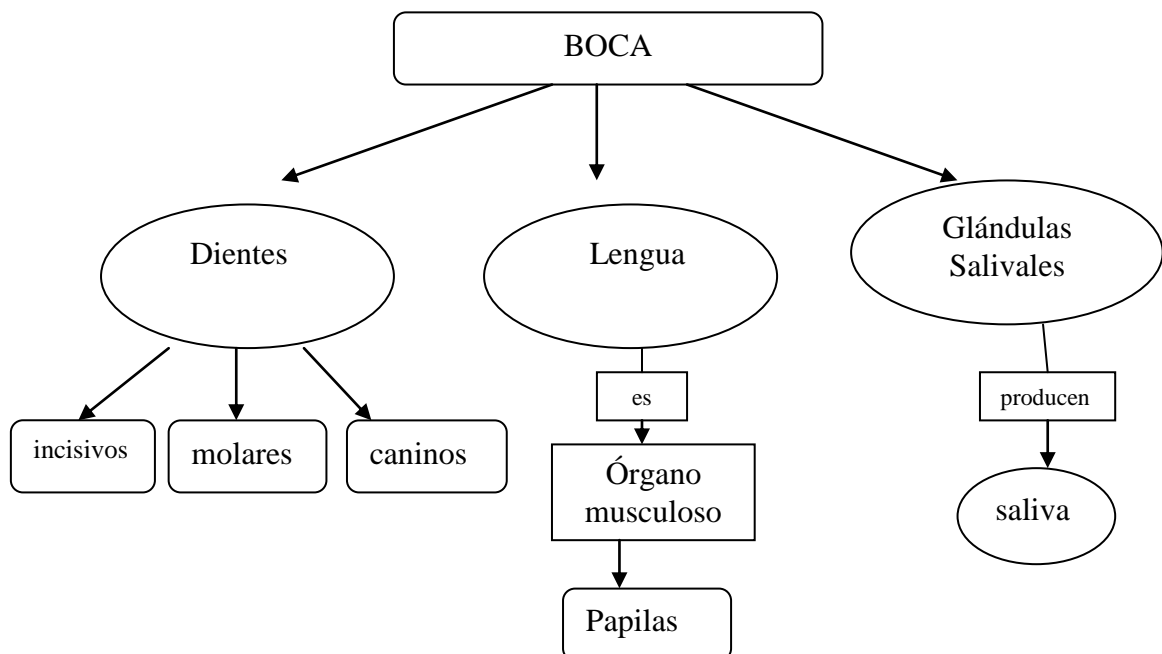 BOCA
Dientes
Lengua
Glándulas
Salivales
es
producen
incisivos
molares
caninos
Órgano
musculoso
saliva
Papilas